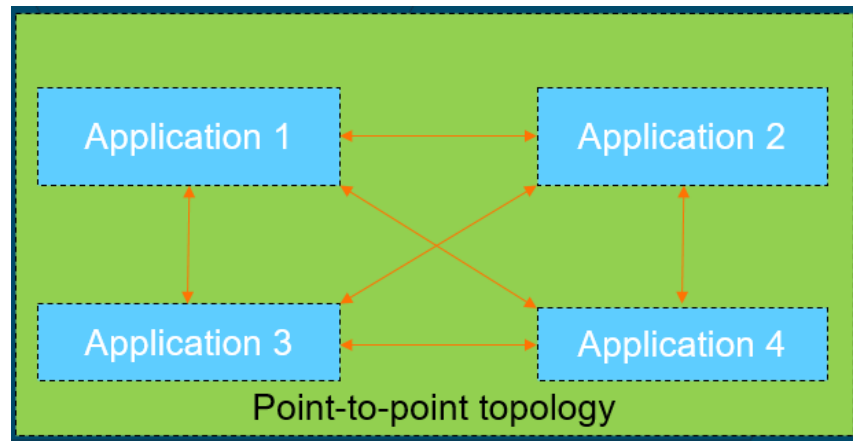 Application 1
Application 2
Application 3
Application 4
Point-to-point topology